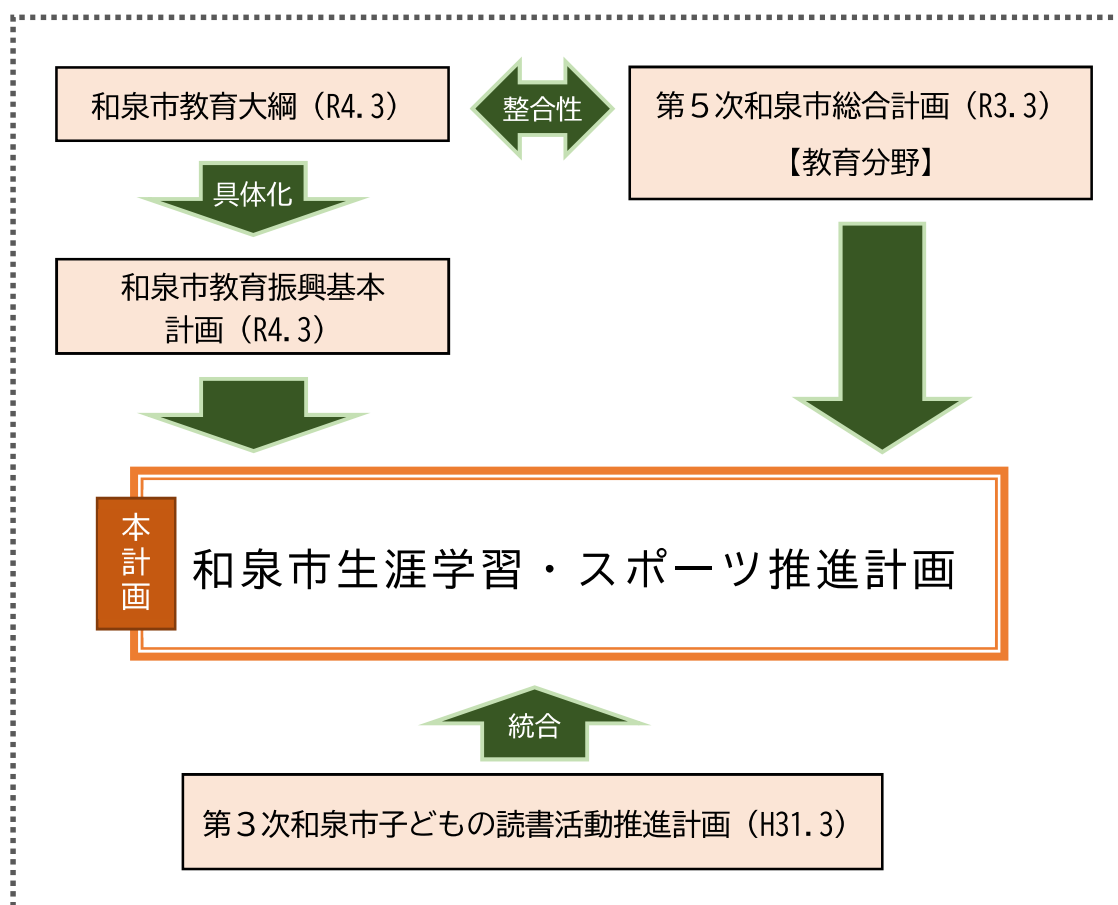 和泉市教育大綱（R4.3）
整合性
第５次和泉市総合計画（R3.3）
【教育分野】
具体化
和泉市教育振興基本
計画（R4.3）
本計画
和泉市生涯学習・スポーツ推進計画
統合
第３次和泉市子どもの読書活動推進計画（H31.3）